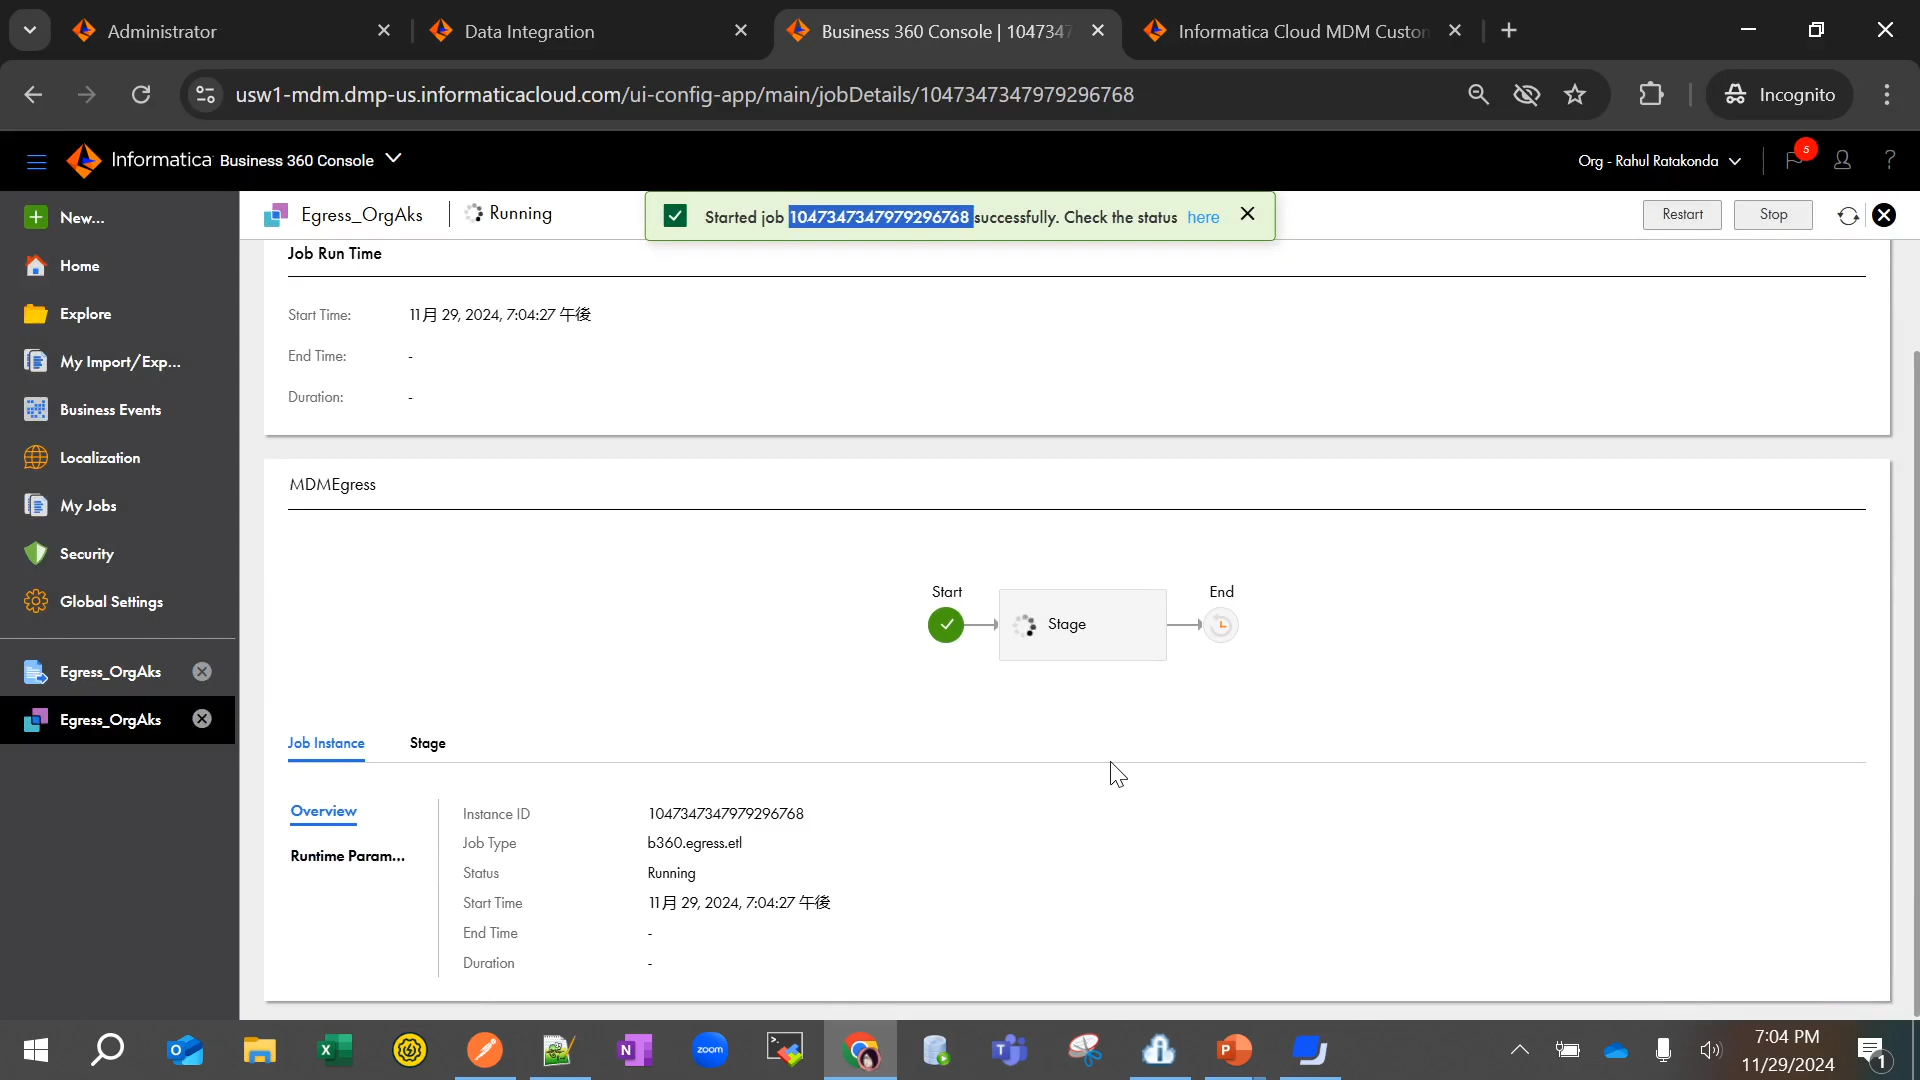 Administrator
Data Integration
Business 360 Console | 1047347
Informatica Cloud MDM Custon
usw1-mdm.dmp-us.informaticacloud.com/ui-config-app/main/jobDetails/1047347347979296768
Incognito
Informatica Business 360 Console
Org - Rahul Ratakonda
5
?
New...
Home
Explore
My Import/Exp...
Business Events
Localization
My Jobs
Security
Global Settings
Egress_OrgAks
Egress_OrgAks
Egress_OrgAks
Running
Started job 1047347347979296768 successfully. Check the status here
Restart
Stop
Job Run Time
Start Time: 11月 29, 2024, 7:04:27 午後
End Time: -
Duration: -
MDMEgress
Start
Stage
End
Job Instance
Stage
Overview
Runtime Param...
Instance ID 1047347347979296768
Job Type b360.egress.etl
Status Running
Start Time 11月 29, 2024, 7:04:27 午後
End Time -
Duration -
zoom
7:04 PM
11/29/2024
1